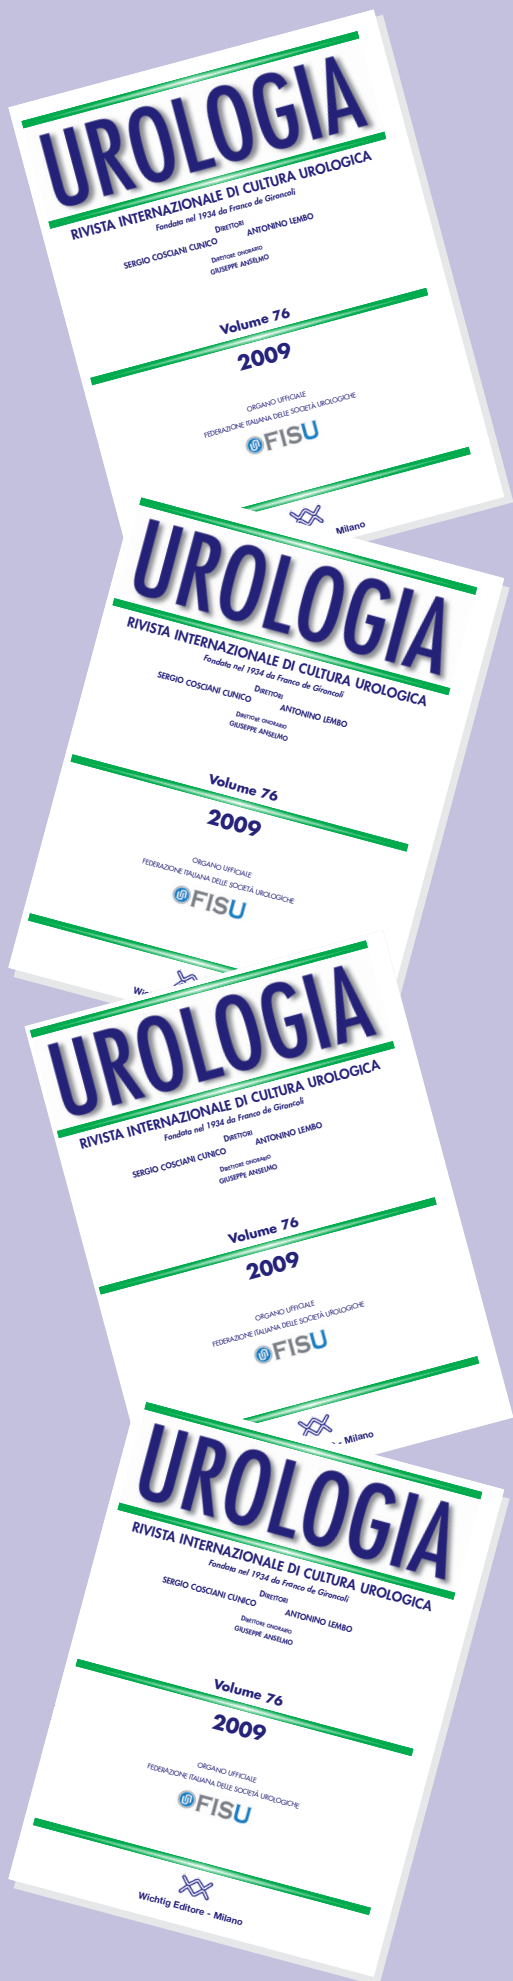 UROLOGIA
RIVISTA INTERNAZIONALE DI CULTURA UROLOGICA
Fondata nel 1934 da Franco de Gironcoli
DIRETTORI
SERGIO COSCIANI CUNICO ANTONINO LEMBO
DIRETTORE ONORARIO
GIUSEPPE ANSELMO
Volume 76
2009
ORGANO UFFICIALE
FEDERAZIONE ITALIANA DELLE SOCIETÀ UROLOGICHE
FISU
Milano
UROLOGIA
RIVISTA INTERNAZIONALE DI CULTURA UROLOGICA
Fondata nel 1934 da Franco de Gironcoli
DIRETTORI
SERGIO COSCIANI CUNICO ANTONINO LEMBO
DIRETTORE ONORARIO
GIUSEPPE ANSELMO
Volume 76
2009
ORGANO UFFICIALE
FEDERAZIONE ITALIANA DELLE SOCIETÀ UROLOGICHE
FISU
UROLOGIA
RIVISTA INTERNAZIONALE DI CULTURA UROLOGICA
Fondata nel 1934 da Franco de Gironcoli
DIRETTORI
SERGIO COSCIANI CUNICO ANTONINO LEMBO
DIRETTORE ONORARIO
GIUSEPPE ANSELMO
Volume 76
2009
ORGANO UFFICIALE
FEDERAZIONE ITALIANA DELLE SOCIETÀ UROLOGICHE
FISU
- Milano
UROLOGIA
RIVISTA INTERNAZIONALE DI CULTURA UROLOGICA
Fondata nel 1934 da Franco de Gironcoli
DIRETTORI
SERGIO COSCIANI CUNICO ANTONINO LEMBO
DIRETTORE ONORARIO
GIUSEPPE ANSELMO
Volume 76
2009
ORGANO UFFICIALE
FEDERAZIONE ITALIANA DELLE SOCIETÀ UROLOGICHE
FISU
Wichtig Editore - Milano